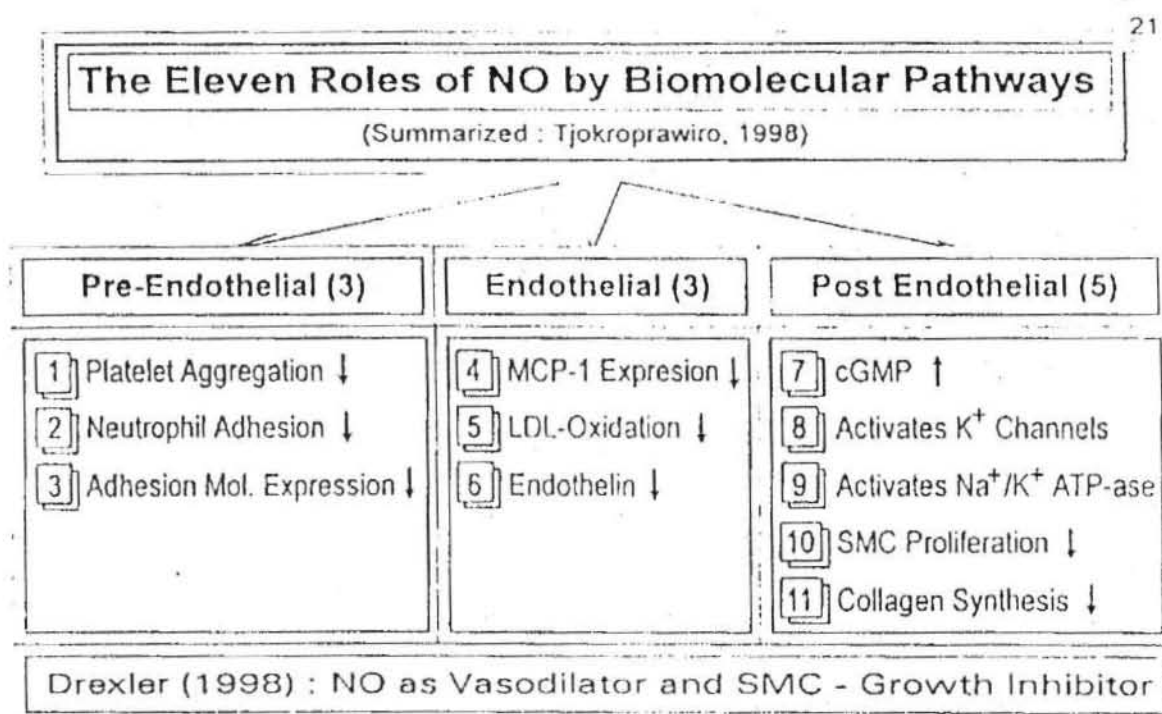 21
The Eleven Roles of NO by Biomolecular Pathways
(Summarized : Tjokroprawiro, 1998)
Pre-Endothelial (3)
1 Platelet Aggregation ↓
2 Neutrophil Adhesion ↓
3 Adhesion Mol. Expression ↓
Endothelial (3)
4 MCP-1 Expresion ↓
5 LDL-Oxidation ↓
6 Endothelin ↓
Post Endothelial (5)
7 cGMP ↑
8 Activates K⁺ Channels
9 Activates Na⁺/K⁺ ATP-ase
10 SMC Proliferation ↓
11 Collagen Synthesis ↓
Drexler (1998) : NO as Vasodilator and SMC - Growth Inhibitor